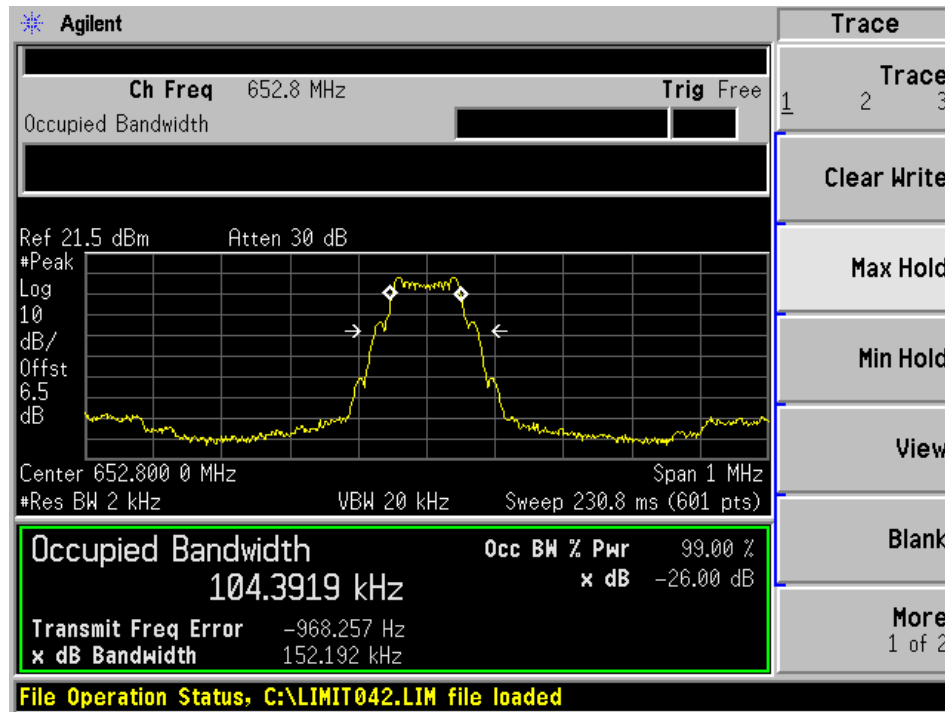 Agilent
Trace
Ch Freq 652.8 MHz Trig Free
Occupied Bandwidth
Trace
1 2 3
Clear Write
Max Hold
Min Hold
View
Blank
More
1 of 2
Ref 21.5 dBm Atten 30 dB
#Peak
Log
10
dB/
Offst
6.5
dB
Center 652.800 0 MHz Span 1 MHz
#Res BW 2 kHz VBW 20 kHz Sweep 230.8 ms (601 pts)
Occupied Bandwidth
104.3919 kHz
Occ BW % Pwr 99.00 %
x dB -26.00 dB
Transmit Freq Error -968.257 Hz
x dB Bandwidth 152.192 kHz
File Operation Status, C:\LIMIT042.LIM file loaded